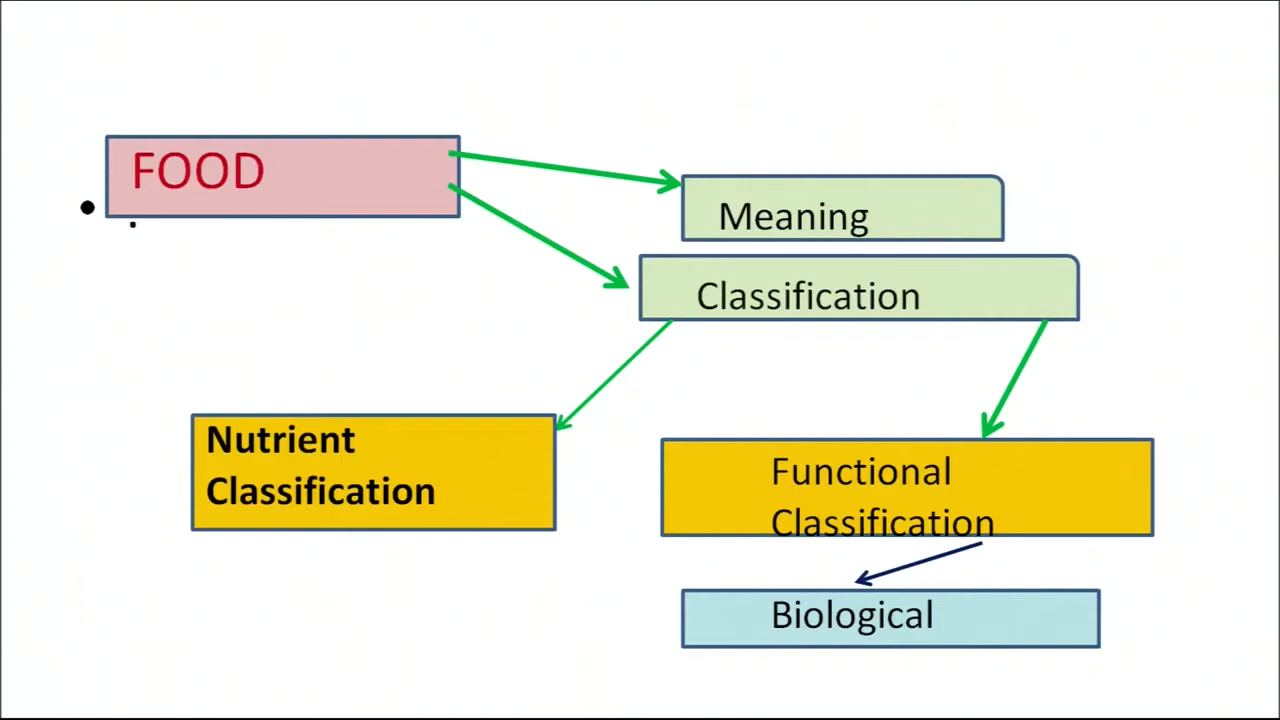 FOOD
Meaning
Classification
Nutrient
Classification
Functional
Classification
Biological